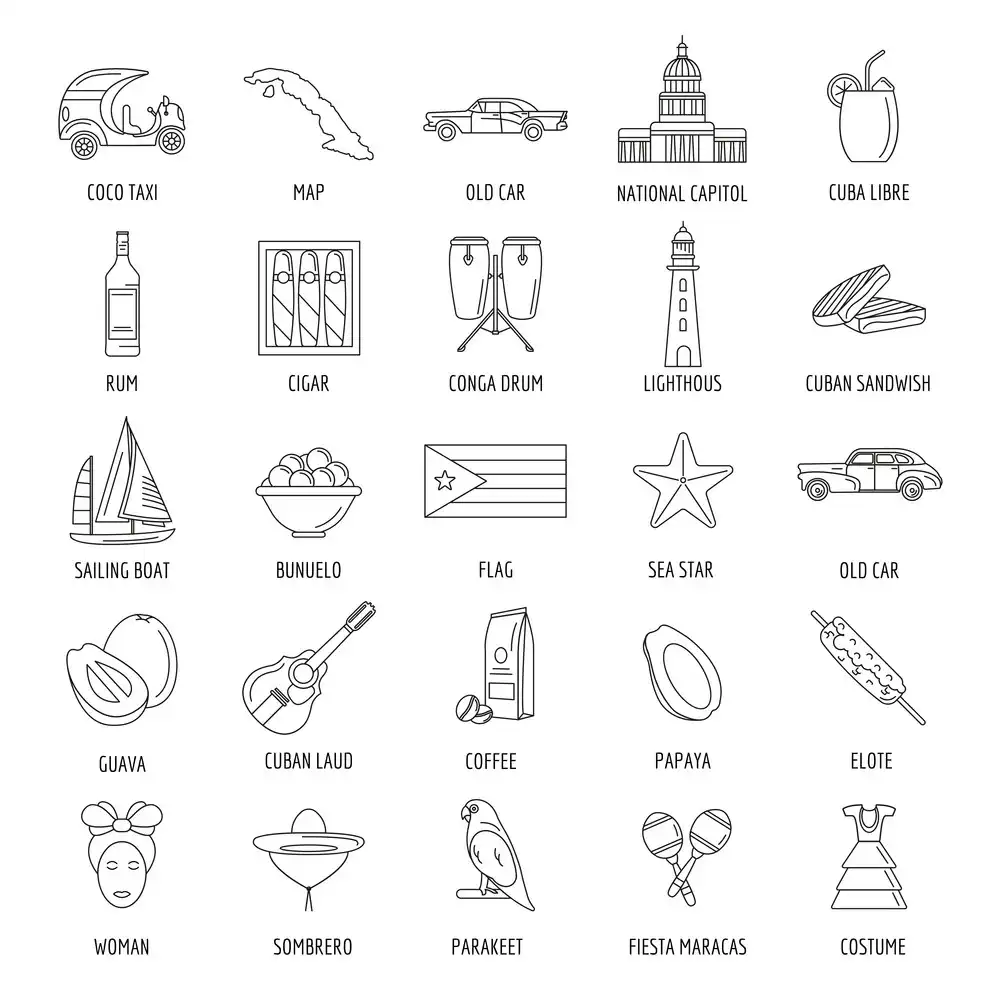 COCO TAXI
MAP
OLD CAR
NATIONAL CAPITOL
CUBA LIBRE
RUM
CIGAR
CONGA DRUM
LIGHTHOUS
CUBAN SANDWISH
SAILING BOAT
BUNUELO
FLAG
SEA STAR
OLD CAR
GUAVA
CUBAN LAUD
COFFEE
PAPAYA
ELOTE
WOMAN
SOMBRERO
PARAKEET
FIESTA MARACAS
COSTUME